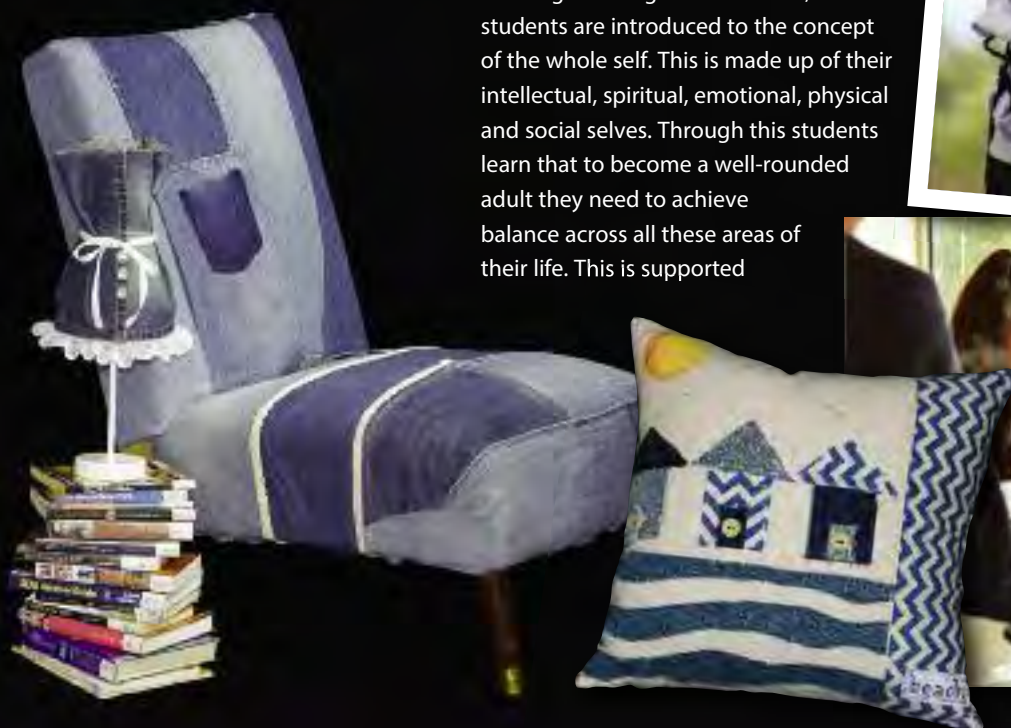 students are introduced to the concept
of the whole self. This is made up of their
intellectual, spiritual, emotional, physical
and social selves. Through this students
learn that to become a well-rounded
adult they need to achieve
balance across all these areas of
their life. This is supported
beach